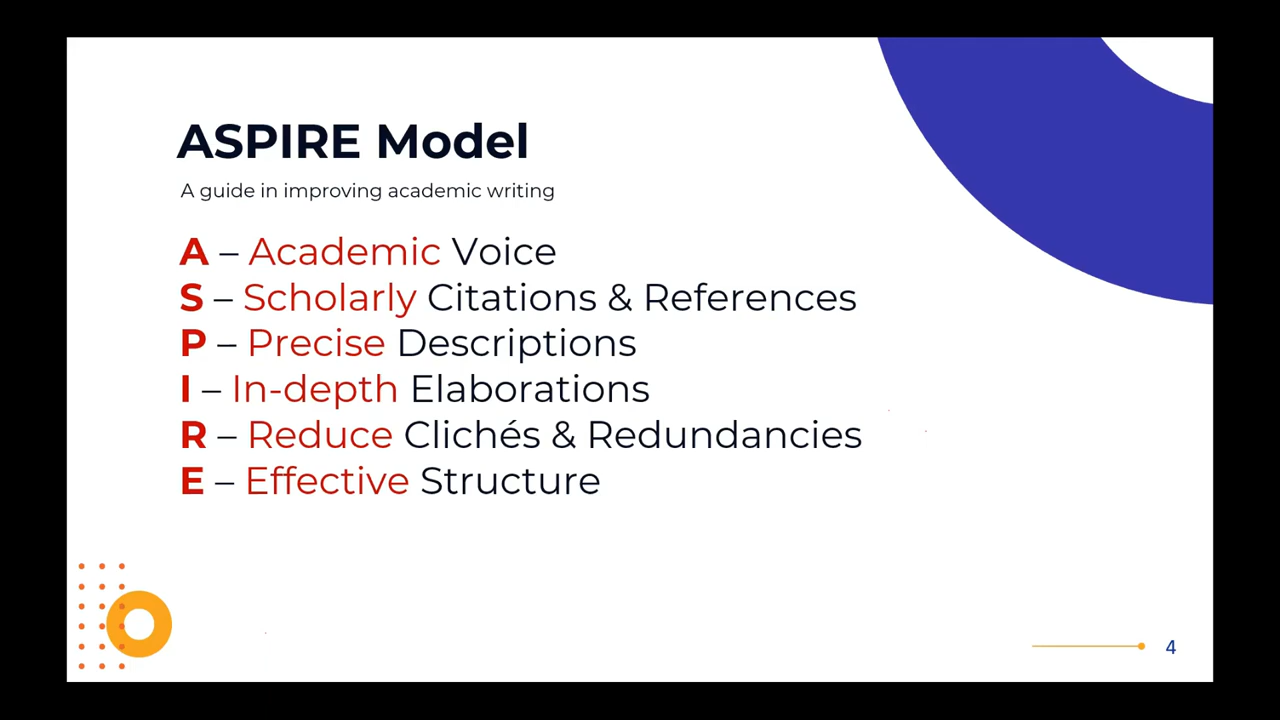 ASPIRE Model
A guide in improving academic writing
A – Academic Voice
S – Scholarly Citations & References
P – Precise Descriptions
I – In-depth Elaborations
R – Reduce Clichés & Redundancies
E – Effective Structure
4